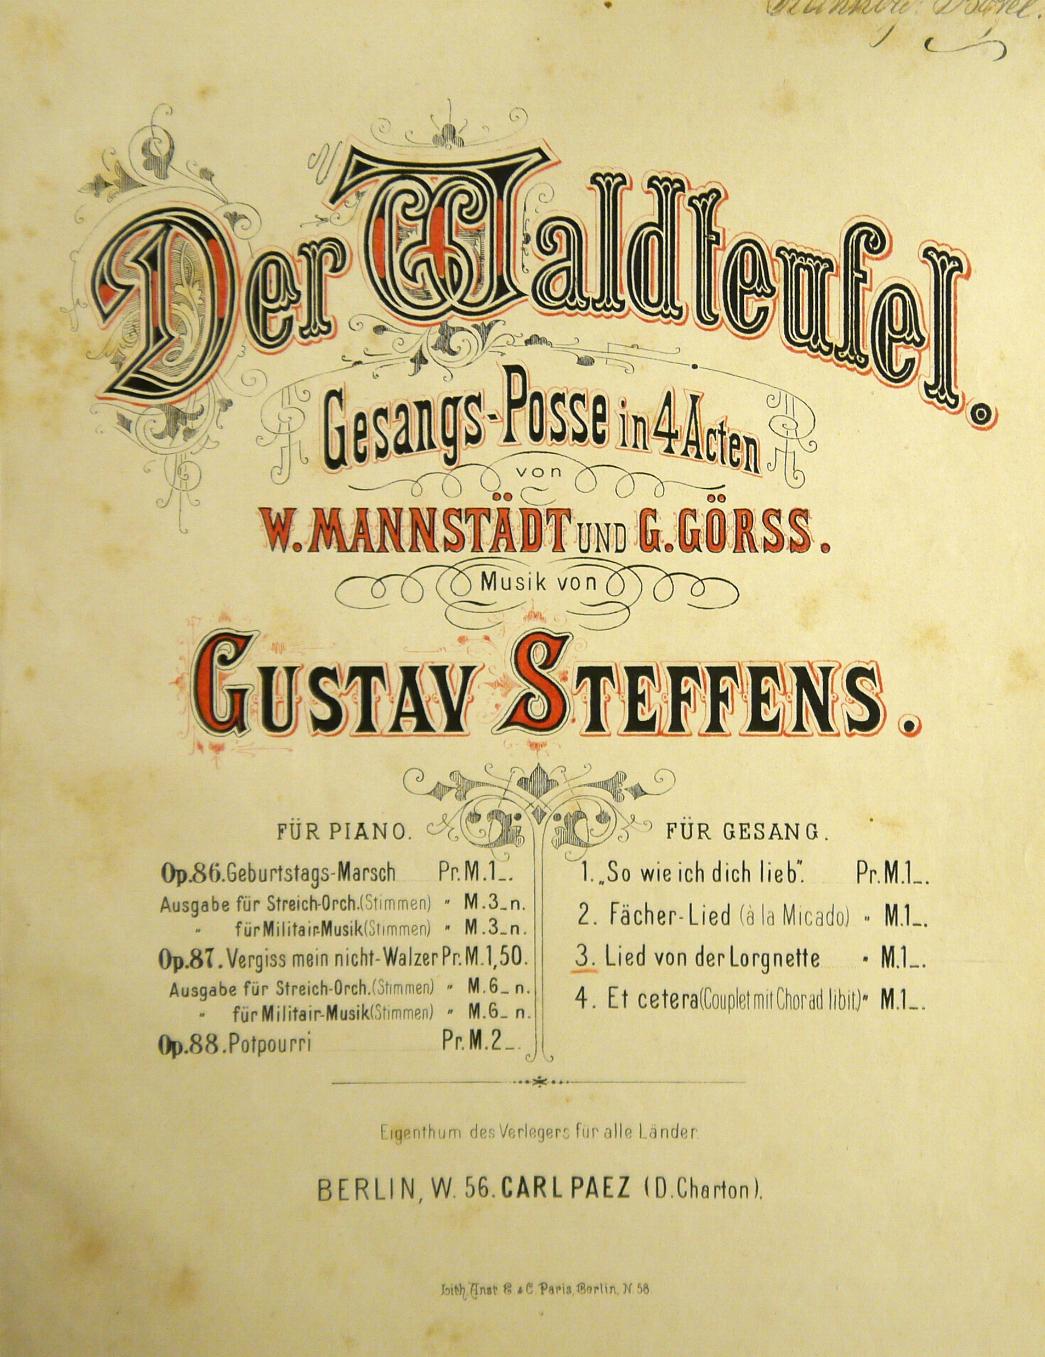 Der Waldteufel.
Gesangs-Posse in 4 Acten
von
W. MANNSTÄDT UND G. GÖRSS.
Musik von
GUSTAV STEFFENS.
FÜR PIANO.
Op. 86. Geburtstags-Marsch Pr. M. 1_.
Ausgabe für Streich-Orch. (Stimmen) " M. 3_ n.
" für Militair-Musik (Stimmen) " M. 3_ n.
Op. 87. Vergiss mein nicht-Walzer Pr. M. 1,50.
Ausgabe für Streich-Orch. (Stimmen) " M. 6_ n.
" für Militair-Musik (Stimmen) " M. 6_ n.
Op. 88. Potpourri Pr. M. 2_.
FÜR GESANG.
1. „So wie ich dich lieb". Pr. M. 1_.
2. Fächer-Lied (à la Micado) " M. 1_.
3. Lied von der Lorgnette " M. 1_.
4. Et cetera (Couplet mit Chor ad libit.) " M. 1_.
Eigenthum des Verlegers für alle Länder.
BERLIN, W. 56. CARL PAEZ (D. Charton).
Lith. Anst. E. & C. Paris, Berlin, N. 58.